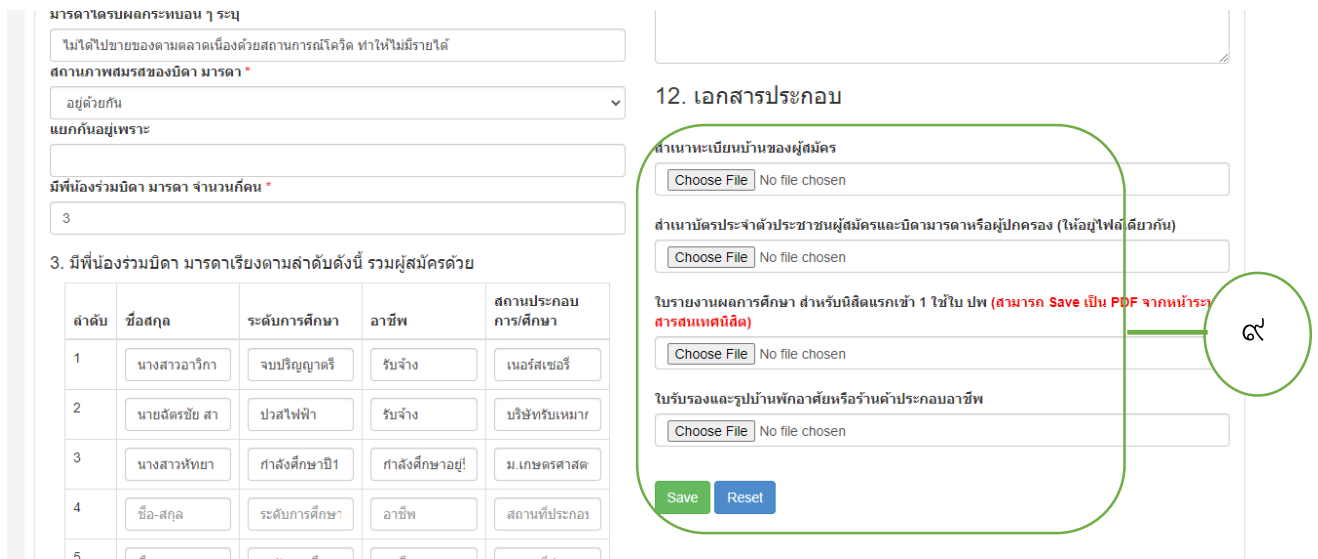 มารดาได้รับผลกระทบอื่น ๆ ระบุ
ไม่ได้ไปขายของตามตลาดเนื่องด้วยสถานการณ์โควิด ทำให้ไม่มีรายได้
สถานภาพสมรสของบิดา มารดา *
อยู่ด้วยกัน
แยกกันอยู่เพราะ
มีพี่น้องร่วมบิดา มารดา จำนวนกี่คน *
3
3. มีพี่น้องร่วมบิดา มารดาเรียงตามลำดับดังนี้ รวมผู้สมัครด้วย
ลำดับ ชื่อสกุล ระดับการศึกษา อาชีพ สถานประกอบ
การ/ศึกษา
1 นางสาวอาวิกา จบปริญญาตรี รับจ้าง เนอร์สเซอรี่
2 นายฉัตรชัย สา ปวสไฟฟ้า รับจ้าง บริษัทรับเหมาก
3 นางสาวหัทยา กำลังศึกษาปี1 กำลังศึกษาอยู่ ม.เกษตรศาสต
4 ชื่อ-สกุล ระดับการศึกษา อาชีพ สถานที่ประกอบ
5
12. เอกสารประกอบ
สำเนาทะเบียนบ้านของผู้สมัคร
Choose File No file chosen
สำเนาบัตรประจำตัวประชาชนผู้สมัครและบิดามารดาหรือผู้ปกครอง (ให้อยู่ไฟล์เดียวกัน)
Choose File No file chosen
ใบรายงานผลการศึกษา สำหรับนิสิตแรกเข้า 1 ใช้ใบ ปพ (สามารถ Save เป็น PDF จากหน้าระบ
สารสนเทศนิสิต)
Choose File No file chosen
ใบรับรองและรูปบ้านพักอาศัยหรือร้านค้าประกอบอาชีพ
Choose File No file chosen
Save Reset
๙